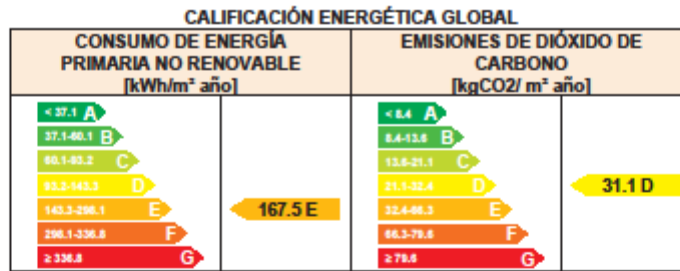 CALIFICACIÓN ENERGÉTICA GLOBAL
CONSUMO DE ENERGÍA
PRIMARIA NO RENOVABLE
[kWh/m² año]
< 37.1 A
37.1-60.1 B
60.1-93.2 C
93.2-143.3 D
143.3-298.1 E
298.1-336.8 F
≥ 336.8 G
167.5 E
EMISIONES DE DIÓXIDO DE
CARBONO
[kgCO2/ m² año]
< 8.4 A
8.4-13.6 B
13.6-21.1 C
21.1-32.4 D
32.4-66.3 E
66.3-79.6 F
≥ 79.6 G
31.1 D